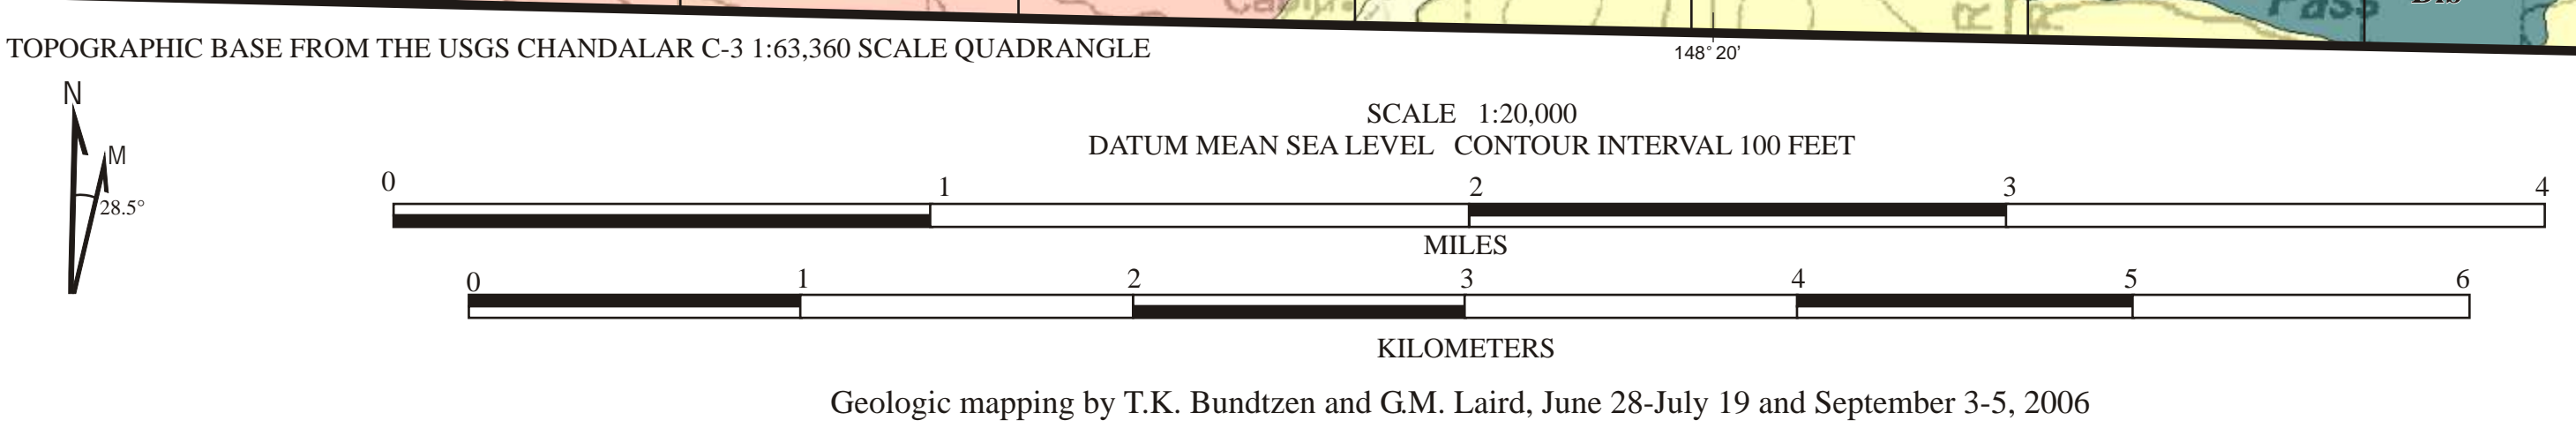 Pass
TOPOGRAPHIC BASE FROM THE USGS CHANDALAR C-3 1:63,360 SCALE QUADRANGLE
148° 20'
N
M
28.5°
SCALE 1:20,000
DATUM MEAN SEA LEVEL CONTOUR INTERVAL 100 FEET
0 1 2 3 4
MILES
0 1 2 3 4 5 6
KILOMETERS
Geologic mapping by T.K. Bundtzen and G.M. Laird, June 28-July 19 and September 3-5, 2006